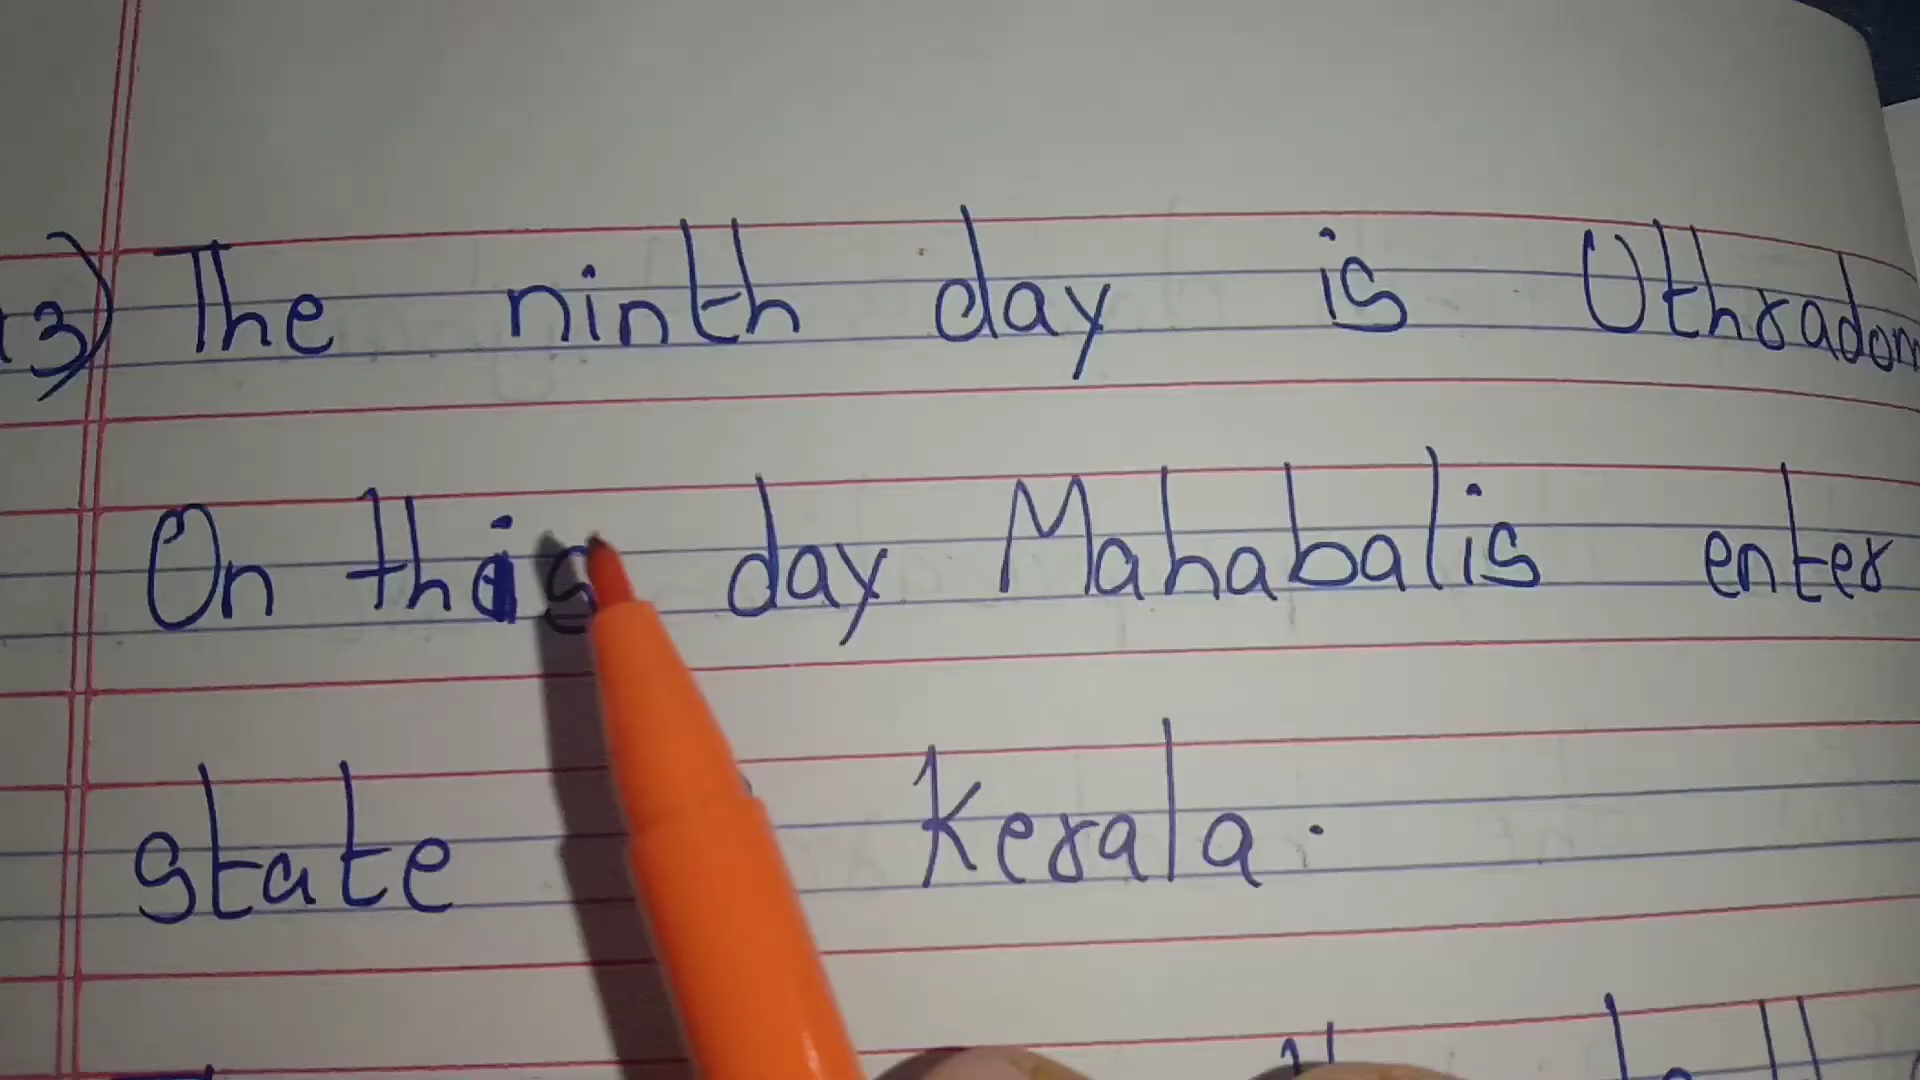 13) The ninth day is Uthradom
On this day Mahabalis enter
state Kerala.